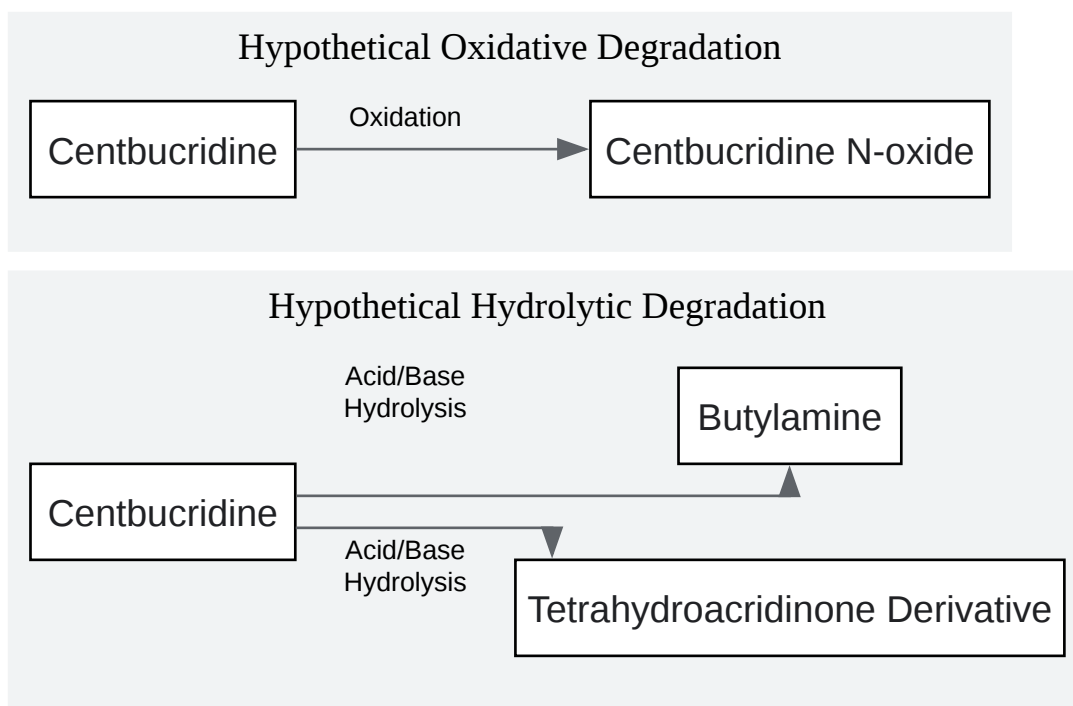 Hypothetical Oxidative Degradation
Oxidation
Centbucridine
Centbucridine N-oxide
Hypothetical Hydrolytic Degradation
Acid/Base
Hydrolysis
Butylamine
Centbucridine
Acid/Base
Hydrolysis
Tetrahydroacridinone Derivative